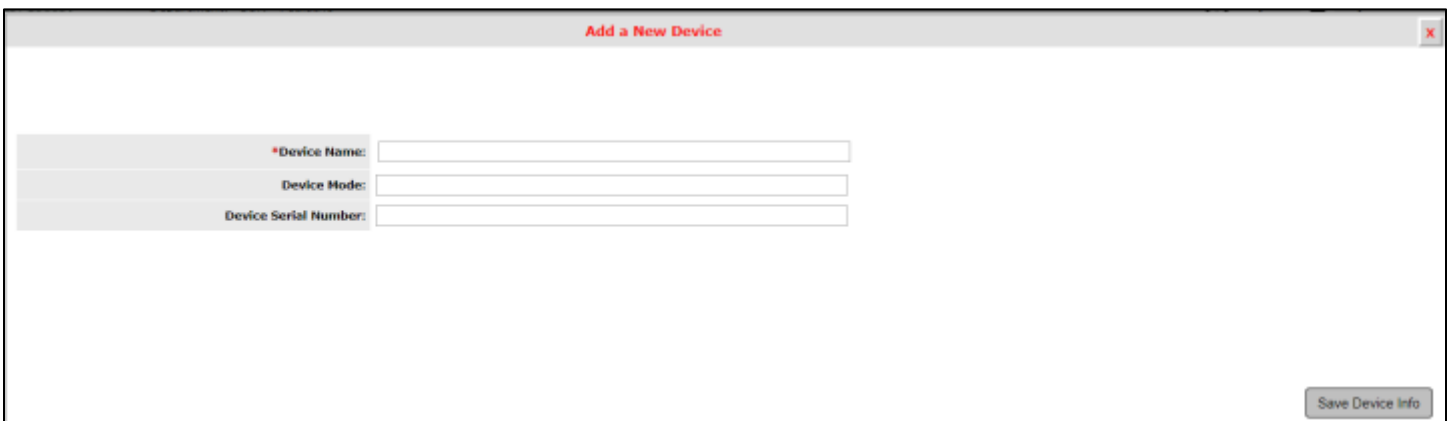 Add a New Device
x
*Device Name:
Device Mode:
Device Serial Number:
Save Device Info